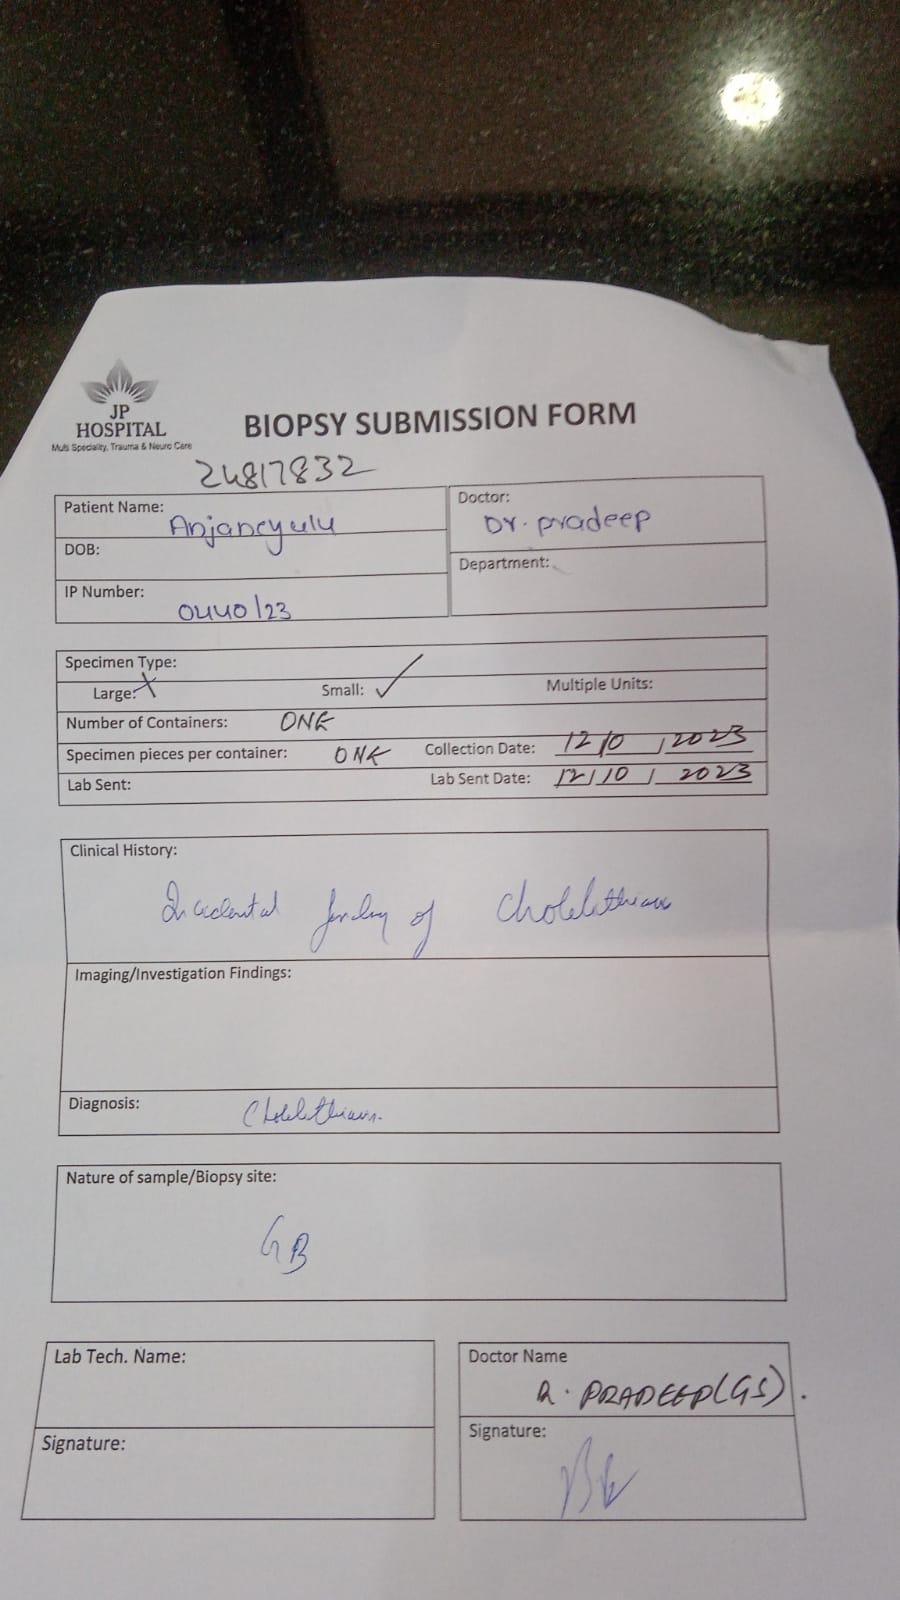 JP
HOSPITAL
Multi Speciality, Trauma & Neuro Care
BIOPSY SUBMISSION FORM
24817832
Patient Name: Anjaneyulu
Doctor: Dr. pradeep
DOB:
Department:
IP Number: 0440/23
Specimen Type:
Large: x Small: ✓ Multiple Units:
Number of Containers: ONE
Specimen pieces per container: ONE Collection Date: 12/10/2023
Lab Sent: Lab Sent Date: 12/10/2023
Clinical History:
Incidental finding of Cholelithiasis
Imaging/Investigation Findings:
Diagnosis: Cholelithiasis.
Nature of sample/Biopsy site:
GB
Lab Tech. Name:
Doctor Name
R. PRADEEP(GS).
Signature:
Signature: